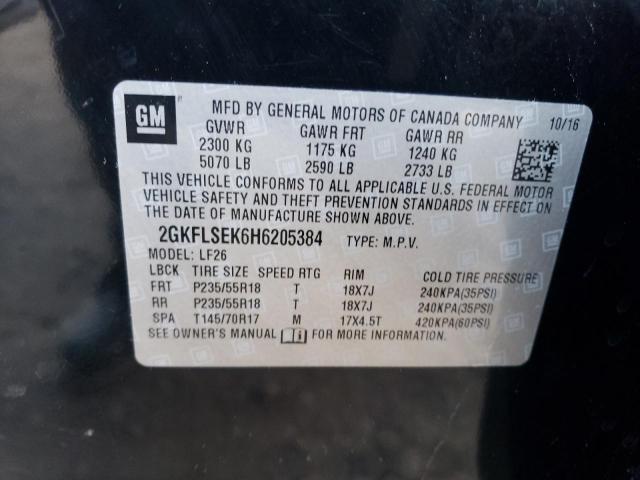 GM
MFD BY GENERAL MOTORS OF CANADA COMPANY 10/16
GVWR GAWR FRT GAWR RR
2300 KG 1175 KG 1240 KG
5070 LB 2590 LB 2733 LB
THIS VEHICLE CONFORMS TO ALL APPLICABLE U.S. FEDERAL MOTOR
VEHICLE SAFETY AND THEFT PREVENTION STANDARDS IN EFFECT ON
THE DATE OF MANUFACTURE SHOWN ABOVE.
2GKFLSEK6H6205384 TYPE: M.P.V.
MODEL: LF26
LBCK TIRE SIZE SPEED RTG RIM COLD TIRE PRESSURE
FRT P235/55R18 T 18X7J 240KPA(35PSI)
RR P235/55R18 T 18X7J 240KPA(35PSI)
SPA T145/70R17 M 17X4.5T 420KPA(60PSI)
SEE OWNER'S MANUAL FOR MORE INFORMATION.